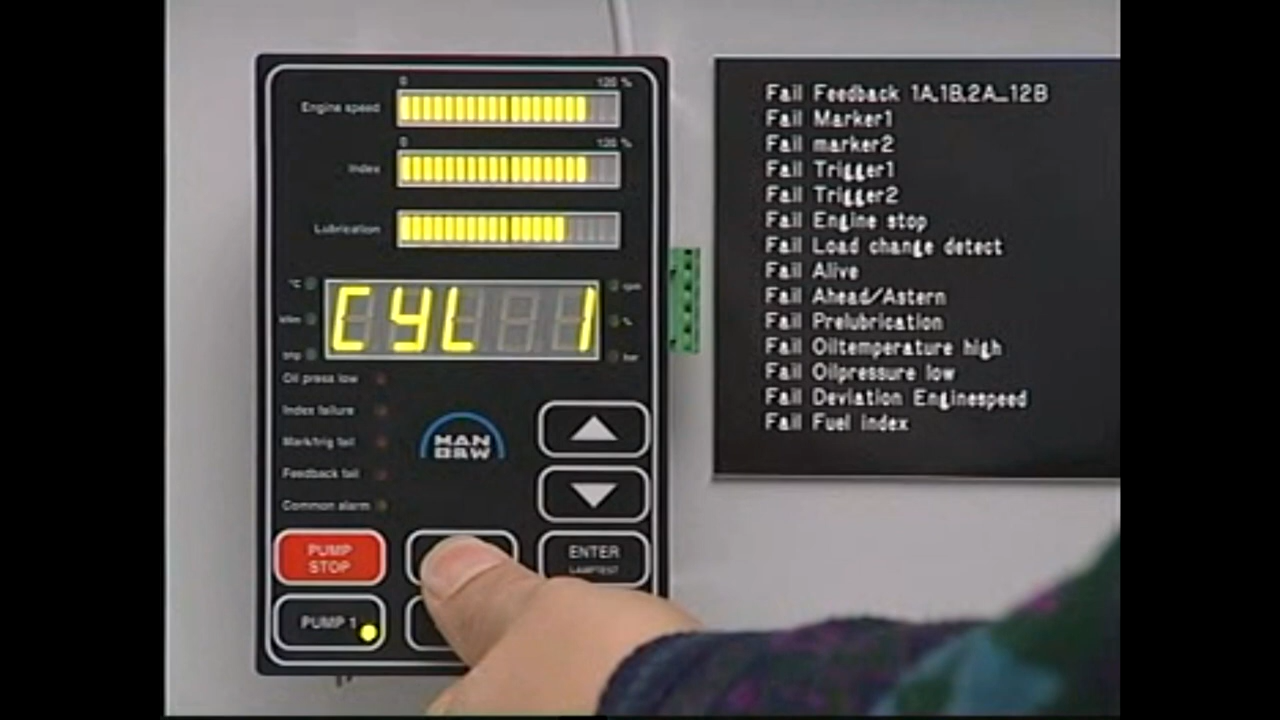 0 120 %
Engine speed
0 120 %
Index
Lubrication
°C rpm
CYL 1
%
trip bar
Oil press low
Index failure
Mark/trig fail
Feedback fail
Common alarm
MAN
B&W
PUMP
STOP
ENTER
LAMPTEST
PUMP 1
Fail Feedback 1A,1B,2A...12B
Fail Marker1
Fail marker2
Fail Trigger1
Fail Trigger2
Fail Engine stop
Fail Load change detect
Fail Alive
Fail Ahead/Astern
Fail Prelubrication
Fail Oiltemperature high
Fail Oilpressure low
Fail Deviation Enginespeed
Fail Fuel index